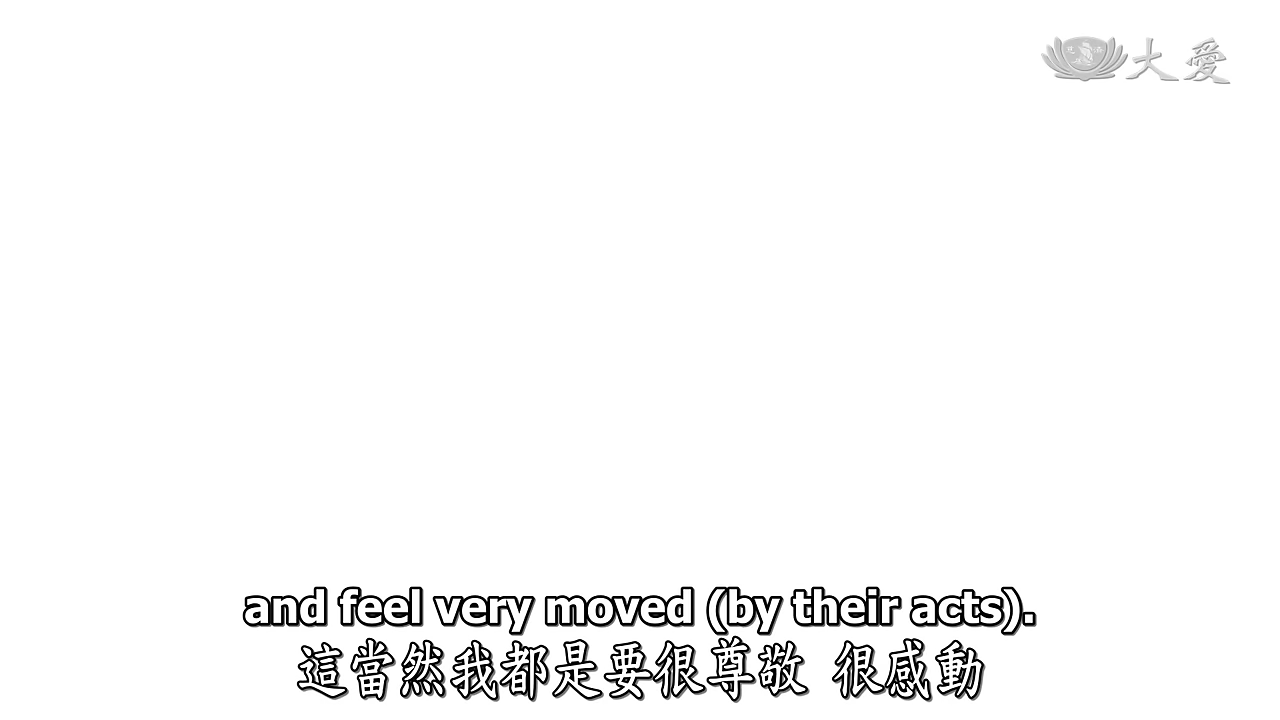 大愛
and feel very moved (by their acts).
這當然我都是要很尊敬 很感動